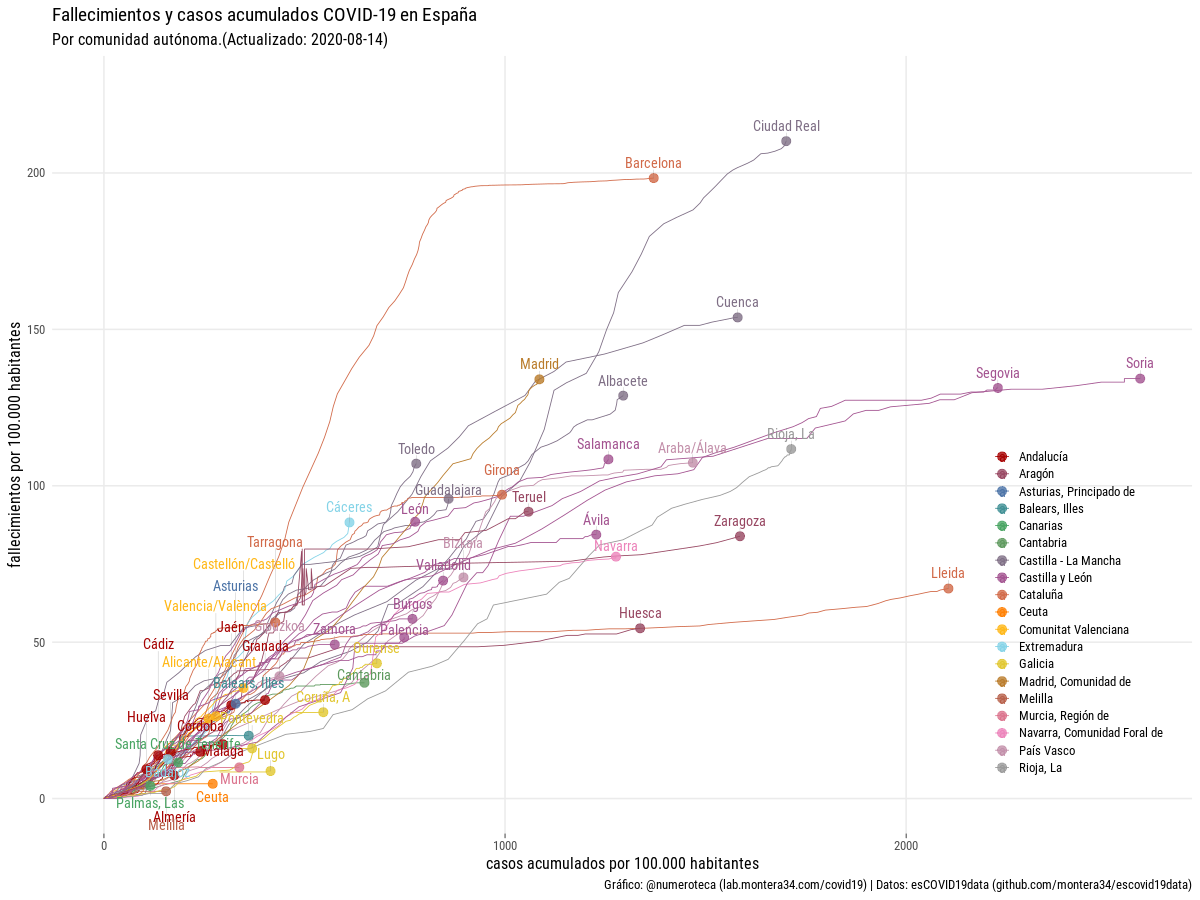 Fallecimientos y casos acumulados COVID-19 en España
Por comunidad autónoma.(Actualizado: 2020-08-14)
fallecimientos por 100.000 habitantes
200
150
100
50
0
Ciudad Real
Barcelona
Cuenca
Madrid
Soria
Segovia
Albacete
Rioja, La
Salamanca
Araba/Álava
Toledo
Girona
Guadalajara
Teruel
Cáceres
León
Ávila
Zaragoza
Tarragona
Bizkaia
Navarra
Castellón/Castelló
Valladolid
Lleida
Asturias
Valencia/València
Burgos
Huesca
Jaén
Gipuzkoa
Zamora
Palencia
Cádiz
Granada
Ourense
Alicante/Alacant
Cantabria
Balears, Illes
Sevilla
Coruña, A
Huelva
Córdoba
Pontevedra
Santa Cruz de Tenerife
Málaga
Lugo
Badajoz
Murcia
Palmas, Las
Ceuta
Almería
Melilla
Andalucía
Aragón
Asturias, Principado de
Balears, Illes
Canarias
Cantabria
Castilla - La Mancha
Castilla y León
Cataluña
Ceuta
Comunitat Valenciana
Extremadura
Galicia
Madrid, Comunidad de
Melilla
Murcia, Región de
Navarra, Comunidad Foral de
País Vasco
Rioja, La
0
1000
2000
casos acumulados por 100.000 habitantes
Gráfico: @numeroteca (lab.montera34.com/covid19) | Datos: esCOVID19data (github.com/montera34/escovid19data)